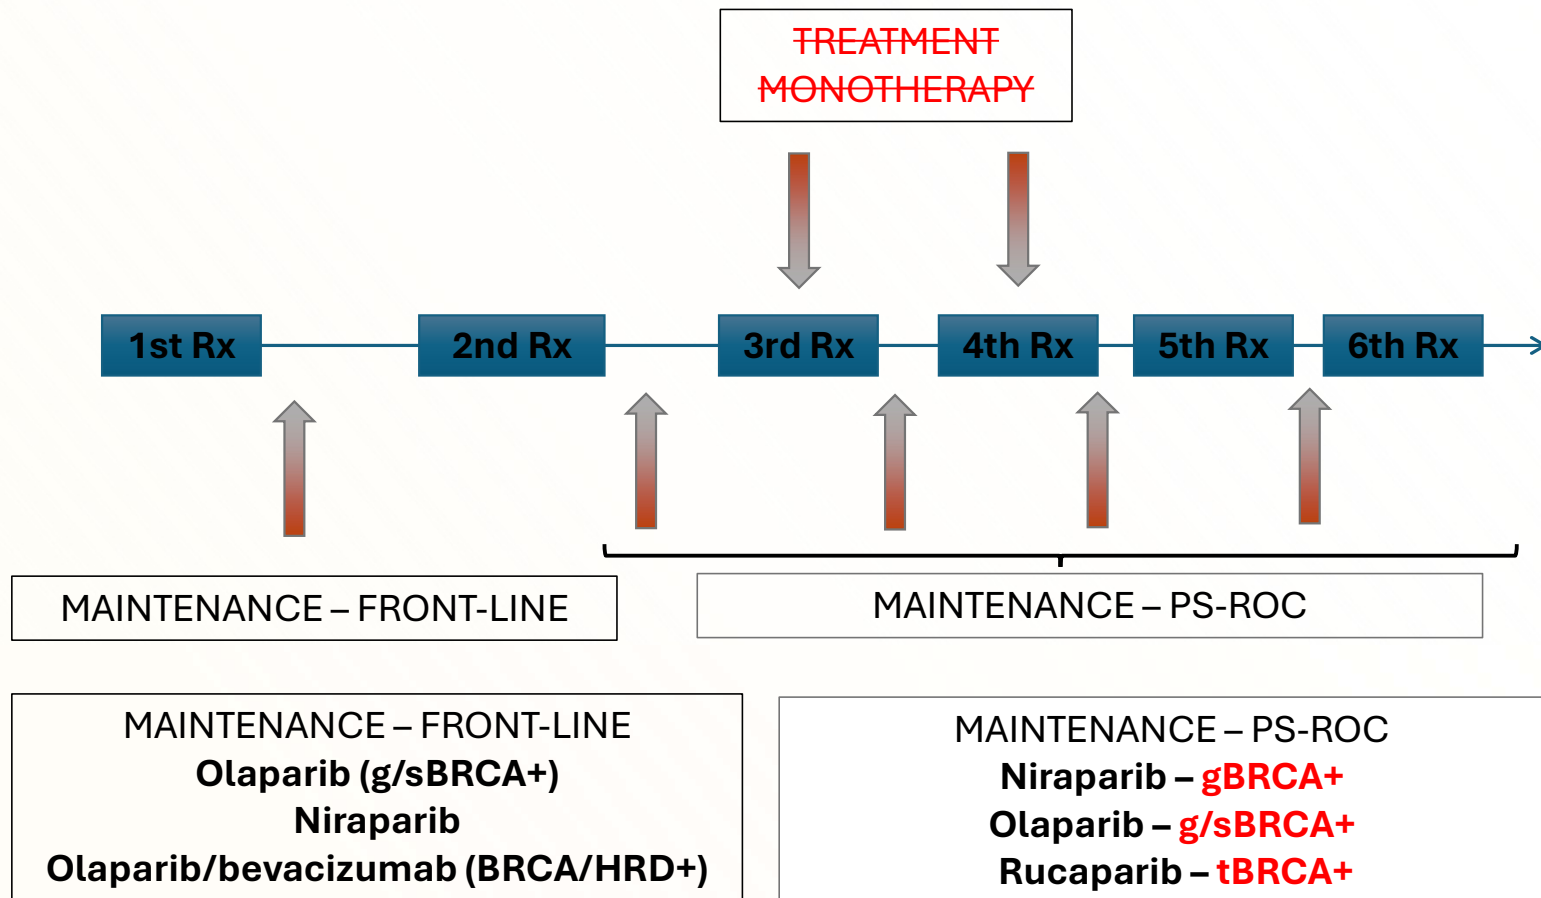 TREATMENT
MONOTHERAPY
1st Rx
2nd Rx
3rd Rx
4th Rx
5th Rx
6th Rx
MAINTENANCE – FRONT-LINE
MAINTENANCE – PS-ROC
MAINTENANCE – FRONT-LINE
Olaparib (g/sBRCA+)
Niraparib
Olaparib/bevacizumab (BRCA/HRD+)
MAINTENANCE – PS-ROC
Niraparib – gBRCA+
Olaparib – g/sBRCA+
Rucaparib – tBRCA+